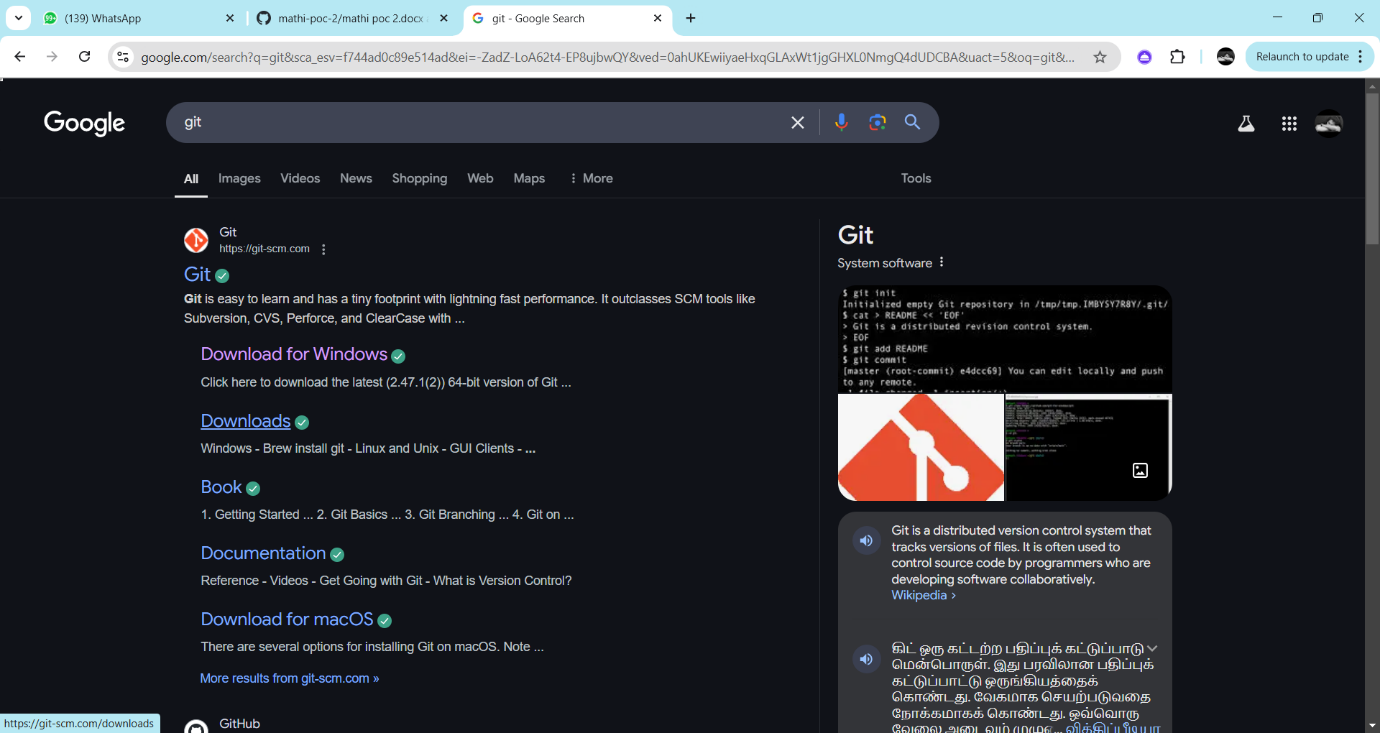 (139) WhatsApp
mathi-poc-2/mathi poc 2.docx
git - Google Search
google.com/search?q=git&sca_esv=f744ad0c89e514ad&ei=-ZadZ-LoA62t4-EP8ujbwQY&ved=0ahUKEwiiyaeHxqGLAxWt1jgGHXL0NmgQ4dUDCBA&uact=5&oq=git&...
Relaunch to update
Google
git
All Images Videos News Shopping Web Maps More Tools
Git
https://git-scm.com
Git
Git is easy to learn and has a tiny footprint with lightning fast performance. It outclasses SCM tools like
Subversion, CVS, Perforce, and ClearCase with ...
Download for Windows
Click here to download the latest (2.47.1(2)) 64-bit version of Git ...
Downloads
Windows - Brew install git - Linux and Unix - GUI Clients - ...
Book
1. Getting Started ... 2. Git Basics ... 3. Git Branching ... 4. Git on ...
Documentation
Reference - Videos - Get Going with Git - What is Version Control?
Download for macOS
There are several options for installing Git on macOS. Note ...
More results from git-scm.com »
GitHub
https://git-scm.com/downloads
Git
System software
$ git init
Initialized empty Git repository in /tmp/tmp.IMBYSY7R8Y/.git/
$ cat > README << 'EOF'
> Git is a distributed revision control system.
> EOF
$ git add README
$ git commit
[master (root-commit) e4dcc69] You can edit locally and push
to any remote.
Git is a distributed version control system that
tracks versions of files. It is often used to
control source code by programmers who are
developing software collaboratively.
Wikipedia ›
கிட் ஒரு கட்டற்ற பதிப்புக் கட்டுப்பாடு
மென்பொருள். இது பரவிலான பதிப்புக்
கட்டுப்பாட்டு ஒருங்கியத்தைக்
கொண்டது. வேகமாக செயற்படுவதை
நோக்கமாகக் கொண்டது. ஒவ்வொரு
விக்கிப்பீடியா